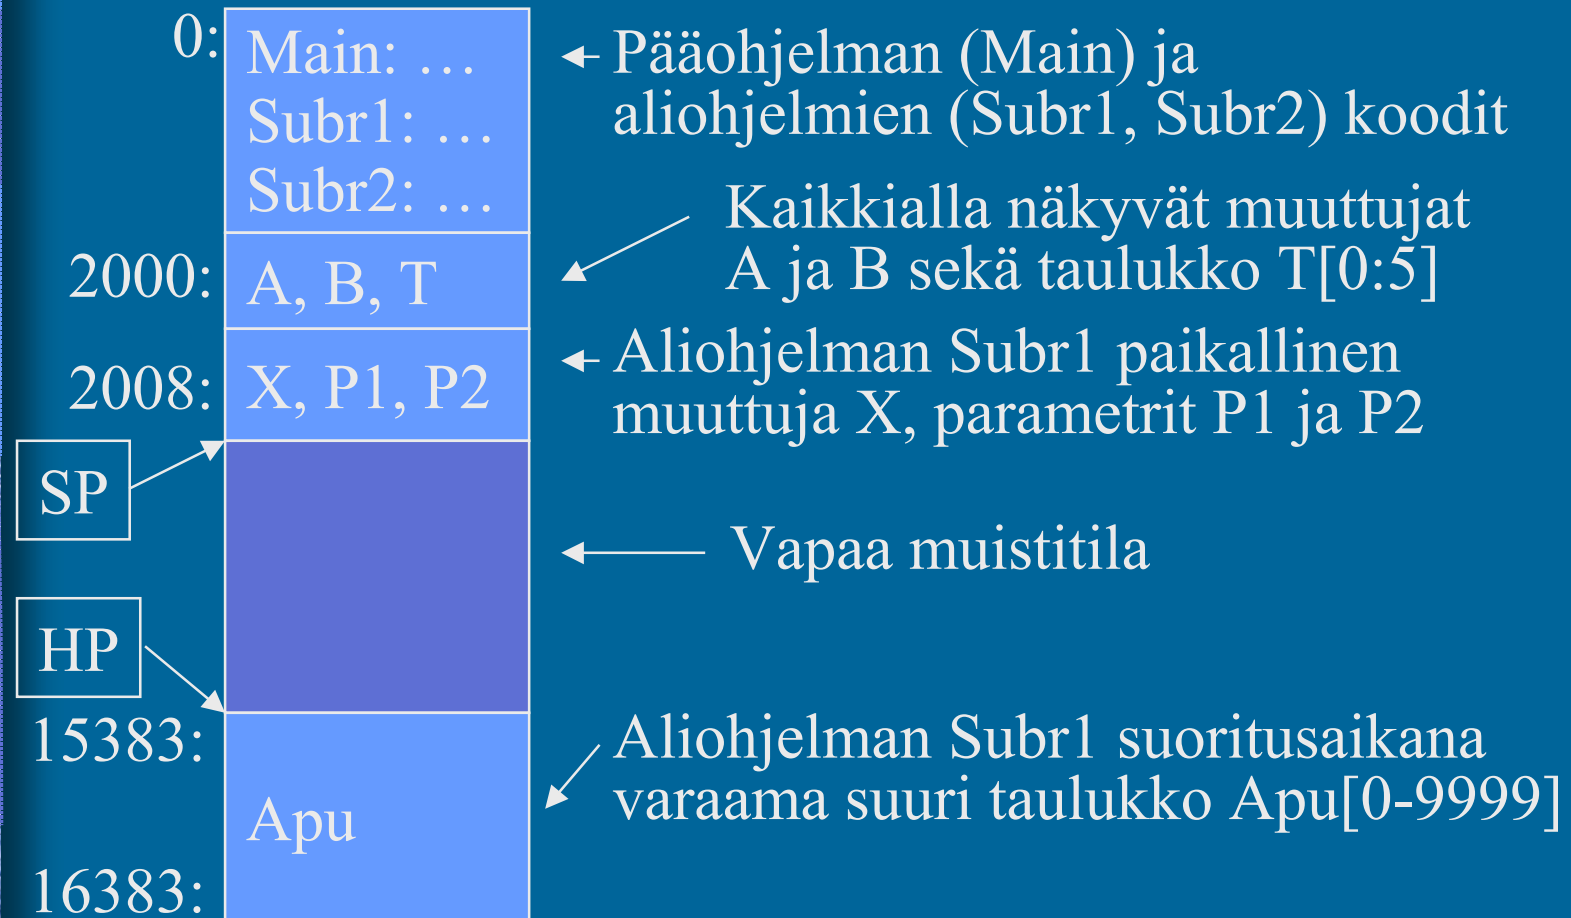 0:
Main: …
Subr1: …
Subr2: …
Pääohjelman (Main) ja
aliohjelmien (Subr1, Subr2) koodit
Kaikkialla näkyvät muuttujat
A ja B sekä taulukko T[0:5]
2000:
A, B, T
2008:
X, P1, P2
Aliohjelman Subr1 paikallinen
muuttuja X, parametrit P1 ja P2
SP
Vapaa muistitila
HP
15383:
Apu
Aliohjelman Subr1 suoritusaikana
varaama suuri taulukko Apu[0-9999]
16383: